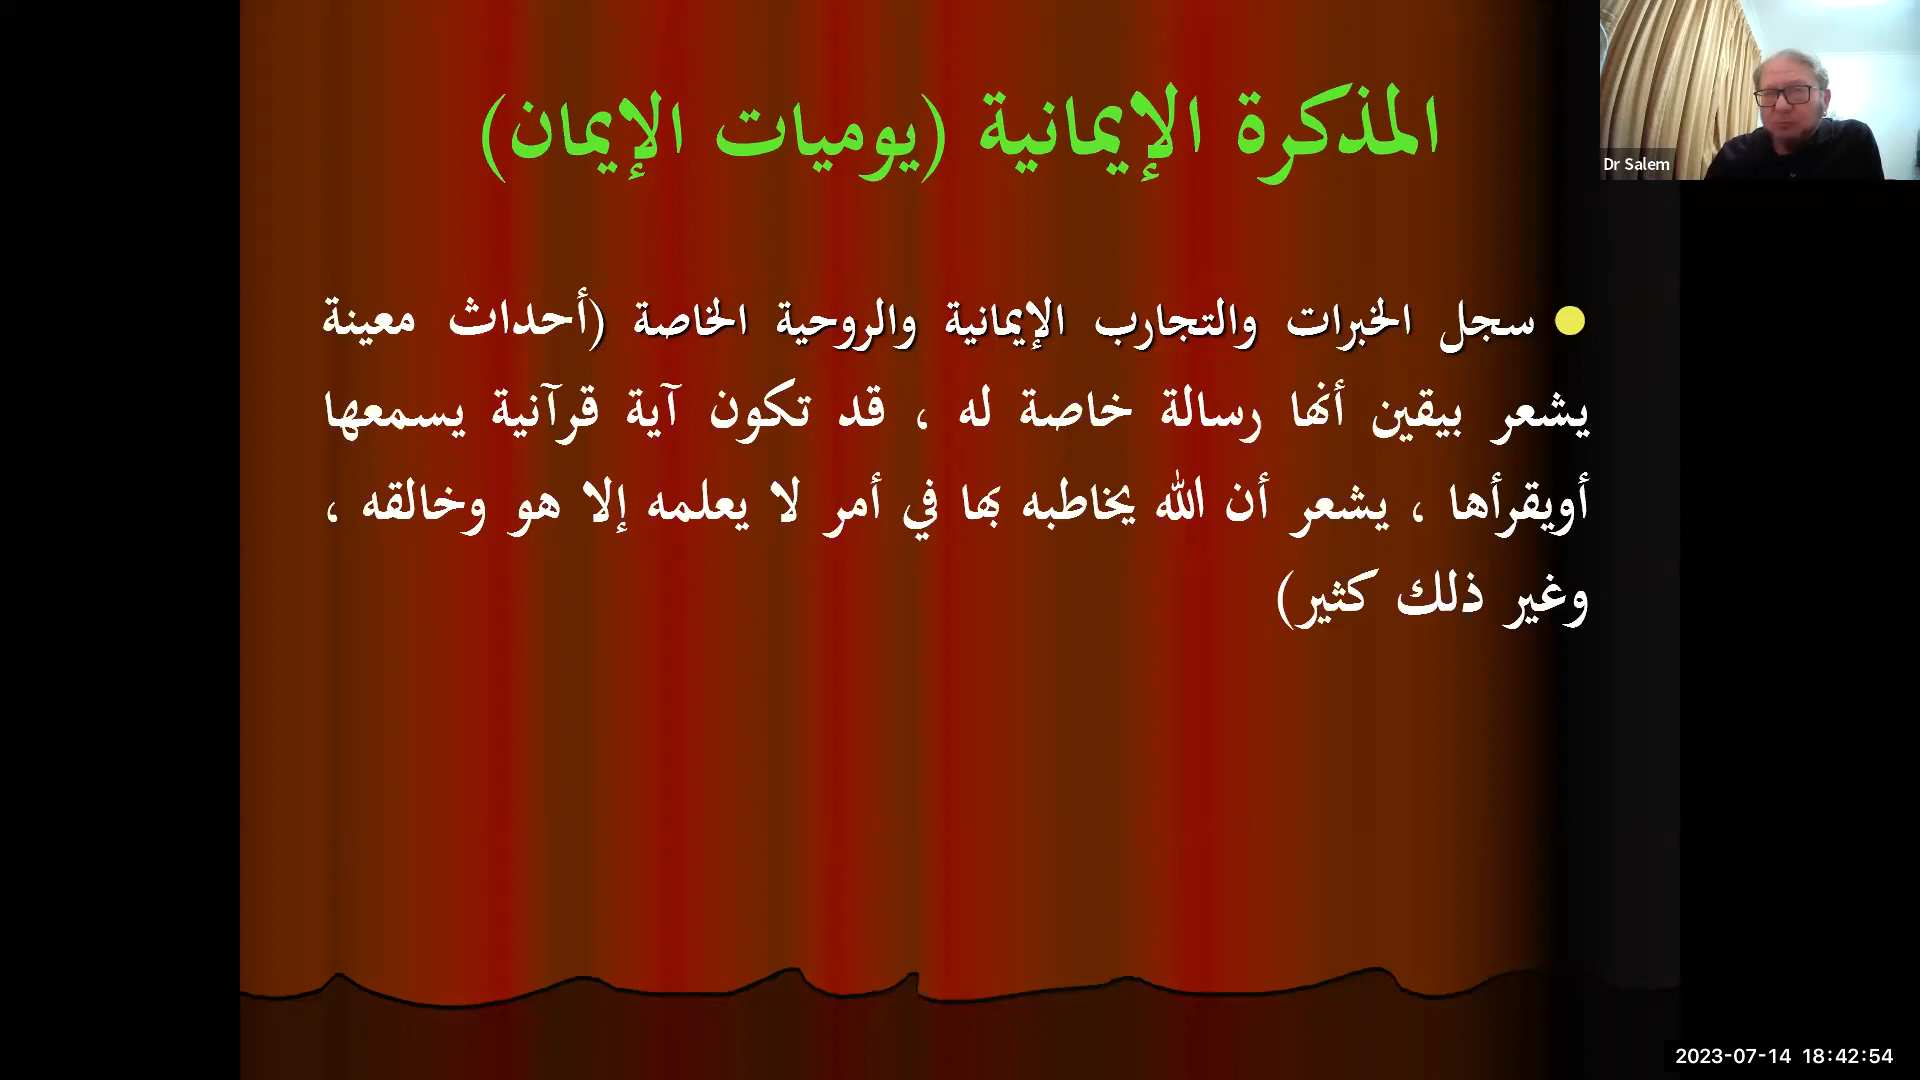 المذكرة الإيمانية (يوميات الإيمان)
سجل الخبرات والتجارب الإيمانية والروحية الخاصة (أحداث معينة
يشعر بيقين أنها رسالة خاصة له ، قد تكون آية قرآنية يسمعها
أويقرأها ، يشعر أن الله يخاطبه بها في أمر لا يعلمه إلا هو وخالقه ،
وغير ذلك كثير)
Dr Salem
2023-07-14 18:42:54